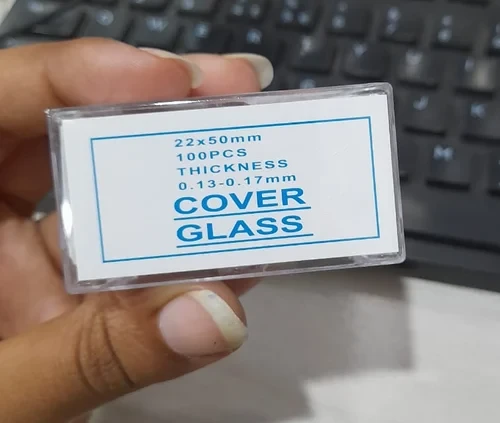 22x50mm
100PCS
THICKNESS
0.13-0.17mm
COVER
GLASS